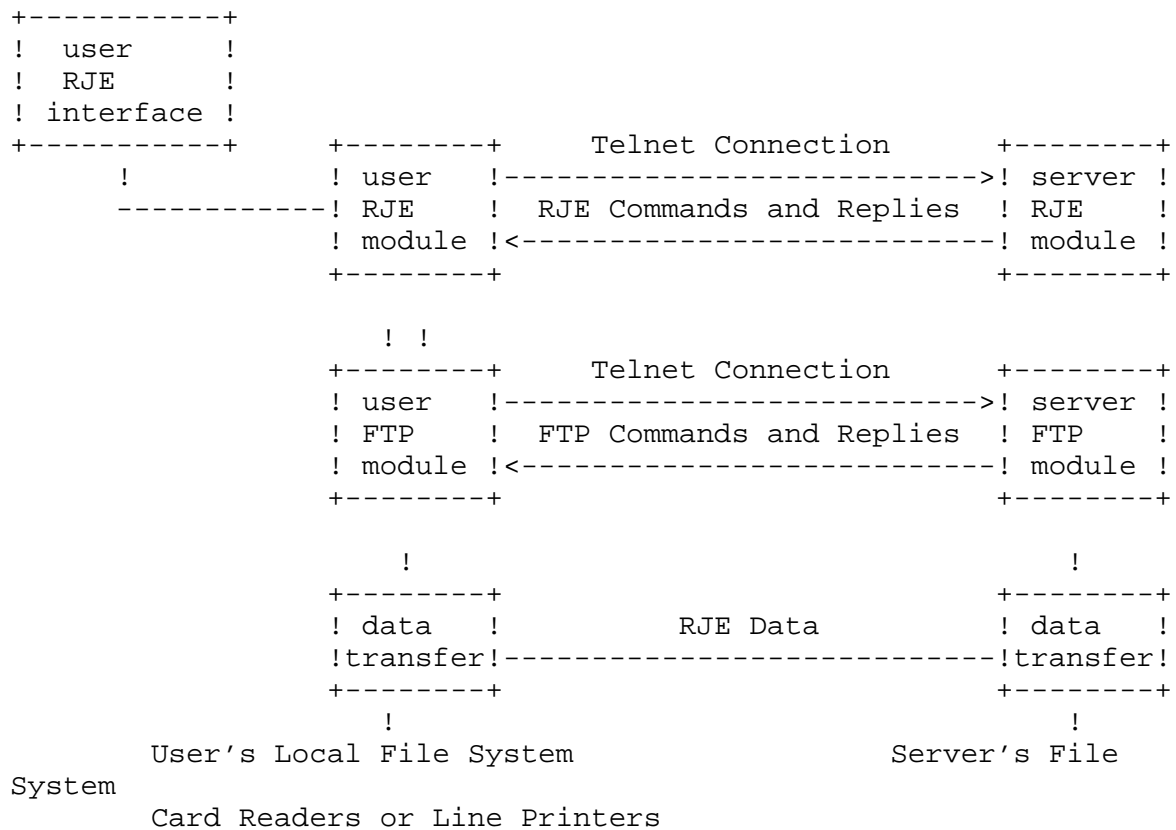 +-----------+
!  user     !
!  RJE      !
! interface !
+-----------+     +--------+     Telnet Connection      +--------+
      !           ! user   !--------------------------->! server !
      ------------! RJE    !  RJE Commands and Replies  ! RJE    !
                  ! module !<---------------------------! module !
                  +--------+                            +--------+

                     ! !
                  +--------+     Telnet Connection      +--------+
                  ! user   !--------------------------->! server !
                  ! FTP    !  FTP Commands and Replies  ! FTP    !
                  ! module !<---------------------------! module !
                  +--------+                            +--------+

                      !                                     !
                  +--------+                            +--------+
                  ! data   !          RJE Data          ! data   !
                  !transfer!----------------------------!transfer!
                  +--------+                            +--------+
                     !                                      !
        User’s Local File System                  Server’s File
System
        Card Readers or Line Printers